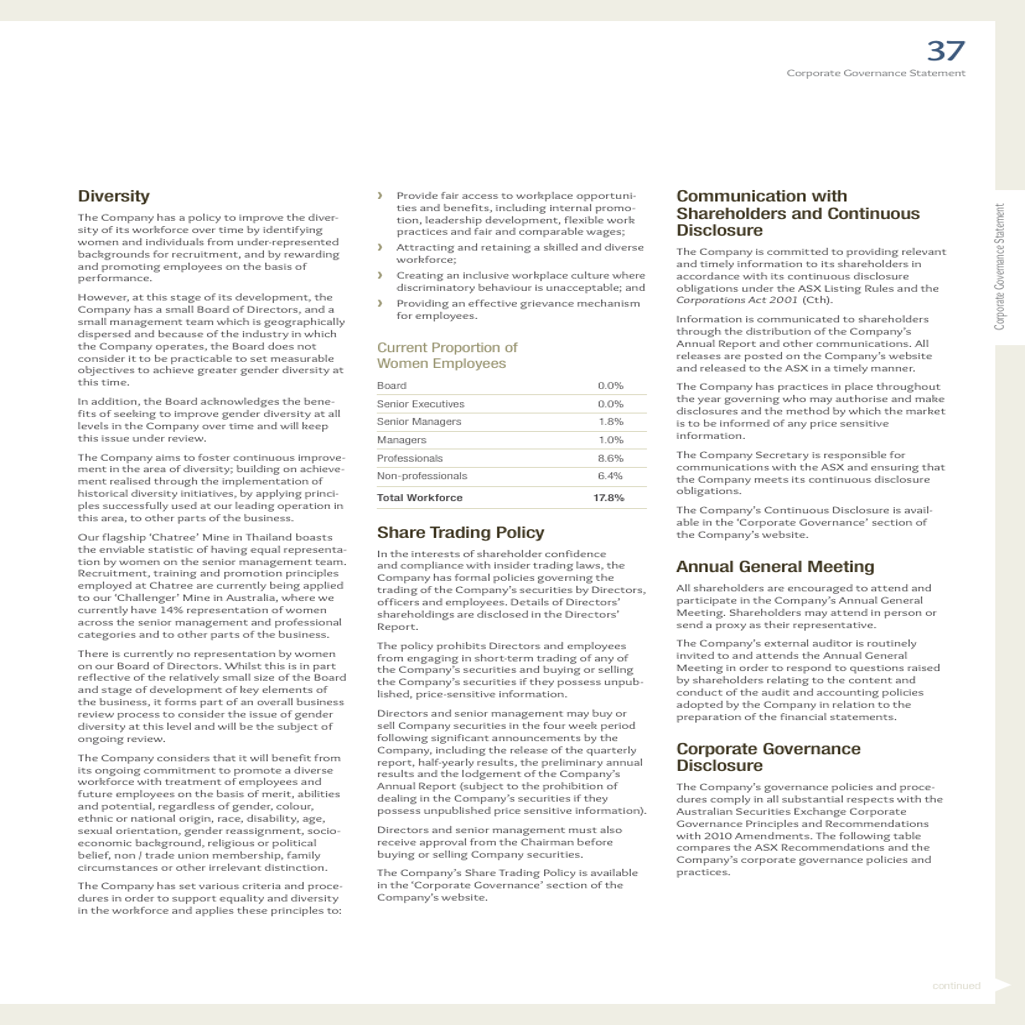 37
Corporate Governance Statement
Diversity
The Company has a policy to improve the diver-
sity of its workforce over time by identifying
women and individuals from under-represented
backgrounds for recruitment, and by rewarding
and promoting employees on the basis of
performance.
However, at this stage of its development, the
Company has a small Board of Directors, and a
small management team which is geographically
dispersed and because of the industry in which
the Company operates, the Board does not
consider it to be practicable to set measurable
objectives to achieve greater gender diversity at
this time.
In addition, the Board acknowledges the bene-
fits of seeking to improve gender diversity at all
levels in the Company over time and will keep
this issue under review.
The Company aims to foster continuous improve-
ment in the area of diversity; building on achieve-
ment realised through the implementation of
historical diversity initiatives, by applying princi-
ples successfully used at our leading operation in
this area, to other parts of the business.
Our flagship ‘Chatree’ Mine in Thailand boasts
the enviable statistic of having equal representa-
tion by women on the senior management team.
Recruitment, training and promotion principles
employed at Chatree are currently being applied
to our ‘Challenger’ Mine in Australia, where we
currently have 14% representation of women
across the senior management and professional
categories and to other parts of the business.
There is currently no representation by women
on our Board of Directors. Whilst this is in part
reflective of the relatively small size of the Board
and stage of development of key elements of
the business, it forms part of an overall business
review process to consider the issue of gender
diversity at this level and will be the subject of
ongoing review.
The Company considers that it will benefit from
its ongoing commitment to promote a diverse
workforce with treatment of employees and
future employees on the basis of merit, abilities
and potential, regardless of gender, colour,
ethnic or national origin, race, disability, age,
sexual orientation, gender reassignment, socio-
economic background, religious or political
belief, non / trade union membership, family
circumstances or other irrelevant distinction.
The Company has set various criteria and proce-
dures in order to support equality and diversity
in the workforce and applies these principles to:
› Provide fair access to workplace opportuni-
ties and benefits, including internal promo-
tion, leadership development, flexible work
practices and fair and comparable wages;
› Attracting and retaining a skilled and diverse
workforce;
› Creating an inclusive workplace culture where
discriminatory behaviour is unacceptable; and
› Providing an effective grievance mechanism
for employees.
Current Proportion of
Women Employees
Board 0.0%
Senior Executives 0.0%
Senior Managers 1.8%
Managers 1.0%
Professionals 8.6%
Non-professionals 6.4%
Total Workforce 17.8%
Share Trading Policy
In the interests of shareholder confidence
and compliance with insider trading laws, the
Company has formal policies governing the
trading of the Company’s securities by Directors,
officers and employees. Details of Directors’
shareholdings are disclosed in the Directors’
Report.
The policy prohibits Directors and employees
from engaging in short-term trading of any of
the Company’s securities and buying or selling
the Company’s securities if they possess unpub-
lished, price-sensitive information.
Directors and senior management may buy or
sell Company securities in the four week period
following significant announcements by the
Company, including the release of the quarterly
report, half-yearly results, the preliminary annual
results and the lodgement of the Company’s
Annual Report (subject to the prohibition of
dealing in the Company’s securities if they
possess unpublished price sensitive information).
Directors and senior management must also
receive approval from the Chairman before
buying or selling Company securities.
The Company’s Share Trading Policy is available
in the ‘Corporate Governance’ section of the
Company’s website.
Communication with
Shareholders and Continuous
Disclosure
The Company is committed to providing relevant
and timely information to its shareholders in
accordance with its continuous disclosure
obligations under the ASX Listing Rules and the
Corporations Act 2001 (Cth).
Information is communicated to shareholders
through the distribution of the Company’s
Annual Report and other communications. All
releases are posted on the Company’s website
and released to the ASX in a timely manner.
The Company has practices in place throughout
the year governing who may authorise and make
disclosures and the method by which the market
is to be informed of any price sensitive
information.
The Company Secretary is responsible for
communications with the ASX and ensuring that
the Company meets its continuous disclosure
obligations.
The Company’s Continuous Disclosure is avail-
able in the ‘Corporate Governance’ section of
the Company’s website.
Annual General Meeting
All shareholders are encouraged to attend and
participate in the Company’s Annual General
Meeting. Shareholders may attend in person or
send a proxy as their representative.
The Company’s external auditor is routinely
invited to and attends the Annual General
Meeting in order to respond to questions raised
by shareholders relating to the content and
conduct of the audit and accounting policies
adopted by the Company in relation to the
preparation of the financial statements.
Corporate Governance
Disclosure
The Company’s governance policies and proce-
dures comply in all substantial respects with the
Australian Securities Exchange Corporate
Governance Principles and Recommendations
with 2010 Amendments. The following table
compares the ASX Recommendations and the
Company’s corporate governance policies and
practices.
Corporate Governance Statement
continued